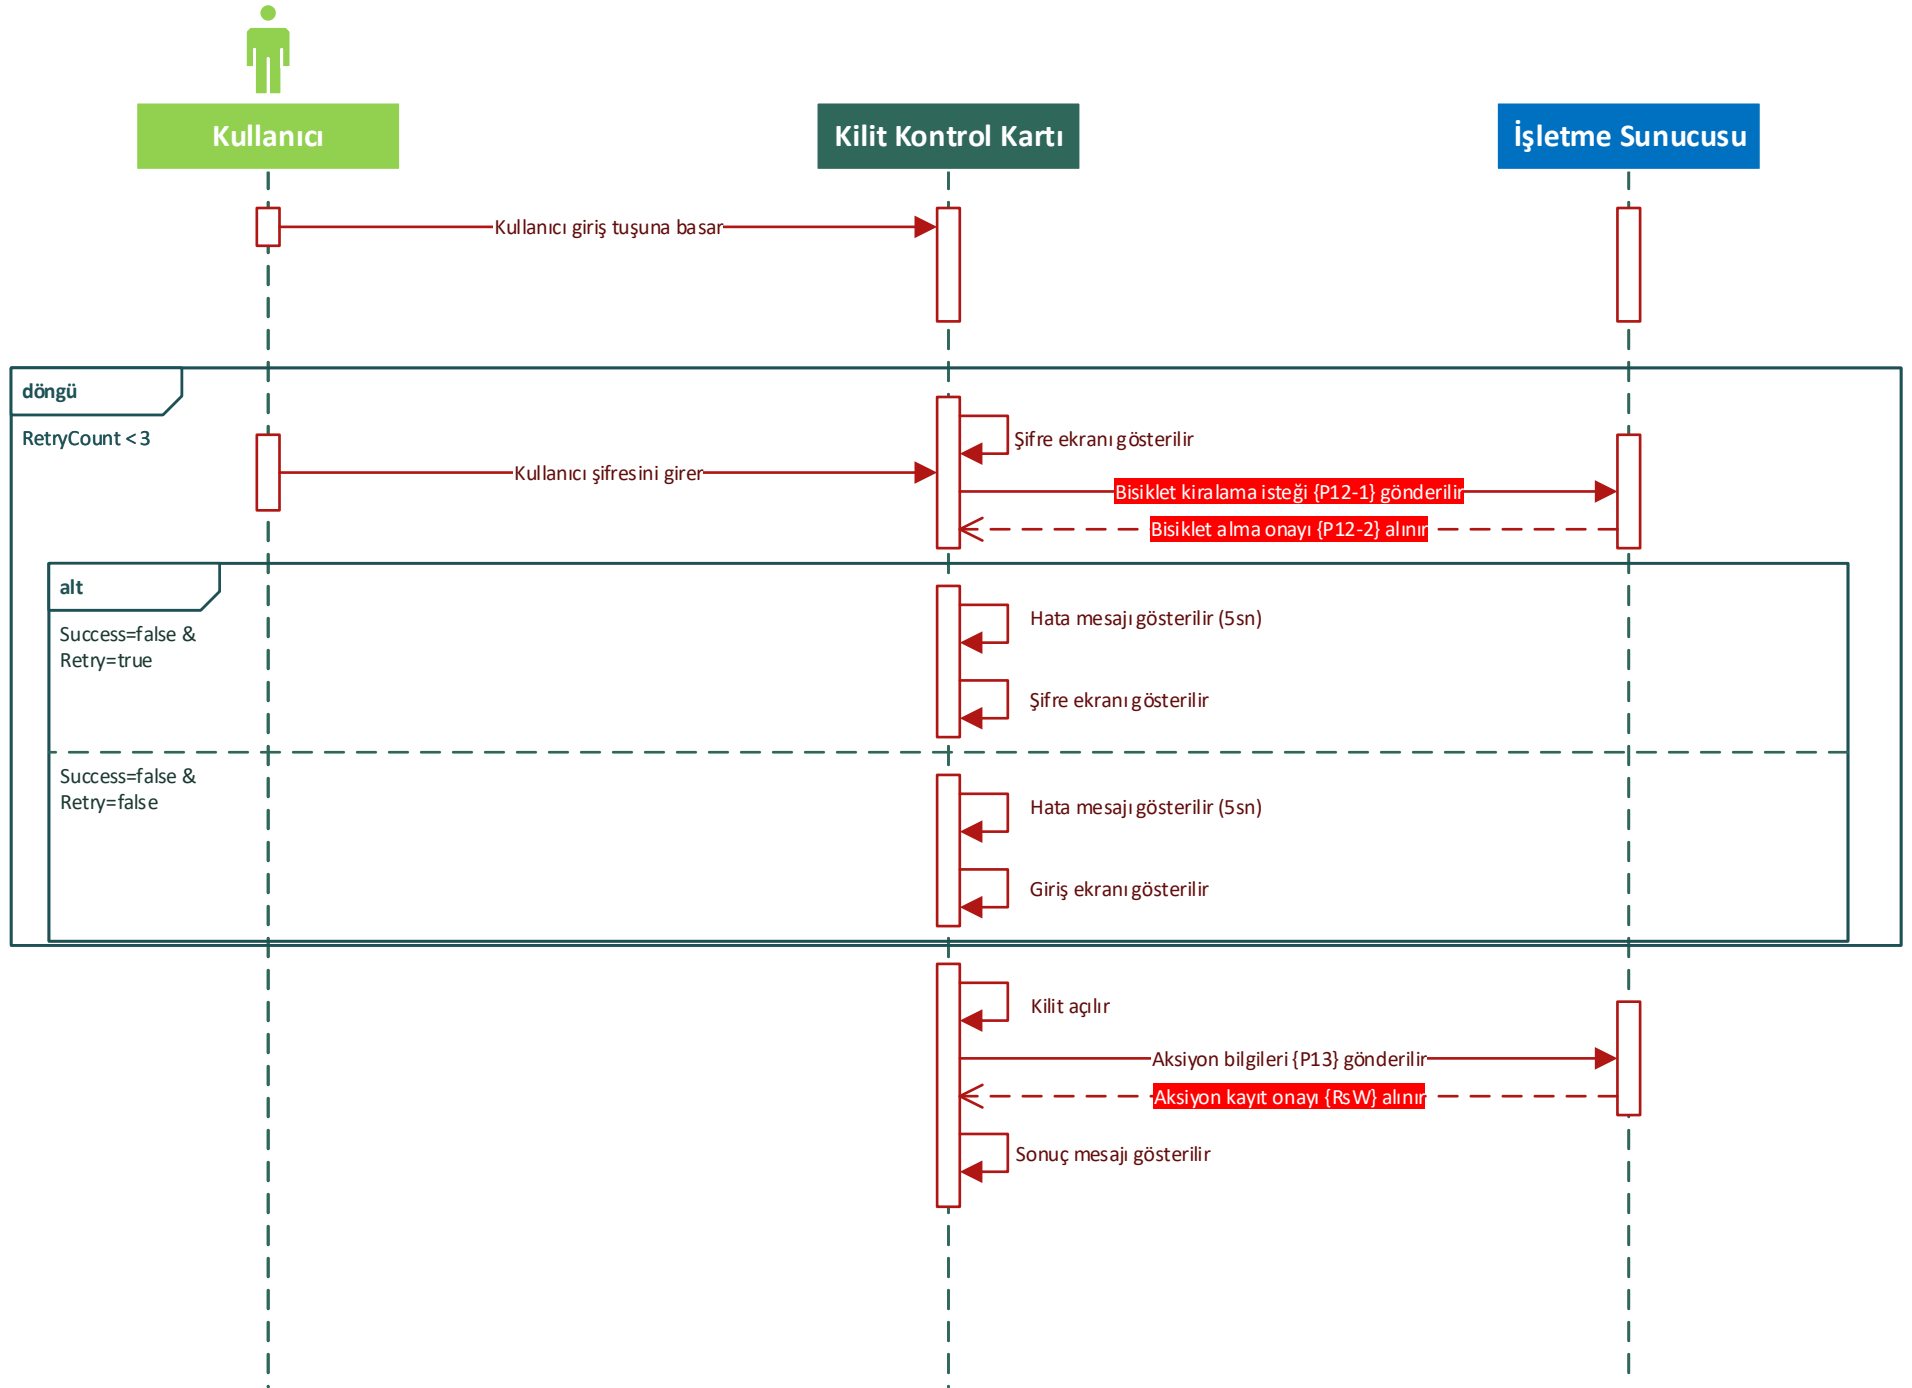 Kullanıcı
Kilit Kontrol Kartı
İşletme Sunucusu
Kullanıcı giriş tuşuna basar
döngü
RetryCount < 3
Şifre ekranı gösterilir
Kullanıcı şifresini girer
Bisiklet kiralama isteği {P12-1} gönderilir
Bisiklet alma onayı {P12-2} alınır
alt
Success=false &
Retry=true
Hata mesajı gösterilir (5sn)
Şifre ekranı gösterilir
Success=false &
Retry=false
Hata mesajı gösterilir (5sn)
Giriş ekranı gösterilir
Kilit açılır
Aksiyon bilgileri {P13} gönderilir
Aksiyon kayıt onayı {RsW} alınır
Sonuç mesajı gösterilir